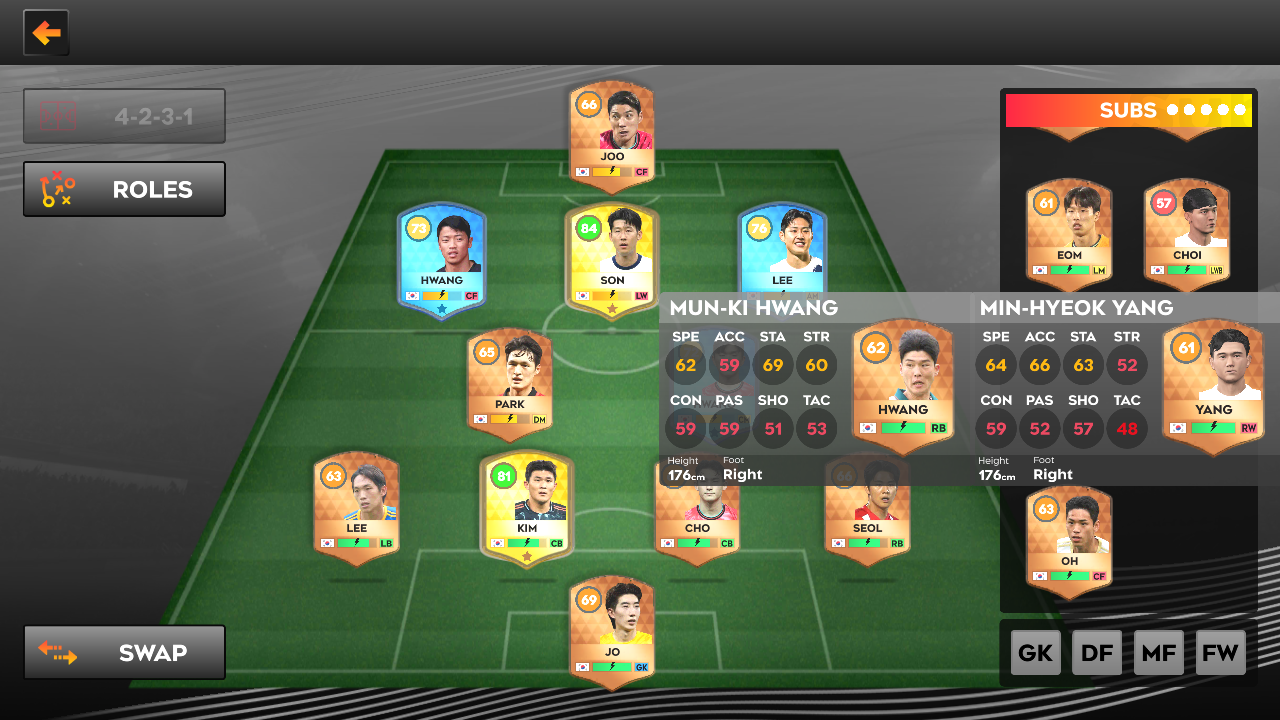 4-2-3-1
ROLES
SWAP
66
JOO
CF
73
HWANG
CF
84
SON
LW
76
LEE
65
PARK
DM
63
LEE
LB
81
KIM
CB
CHO
CB
SEOL
RB
69
JO
GK
SUBS
61
EOM
LM
57
CHOI
LWB
MUN-KI HWANG
SPE ACC STA STR
62 59 69 60
CON PAS SHO TAC
59 59 51 53
Height Foot
176cm Right
62
HWANG
RB
MIN-HYEOK YANG
SPE ACC STA STR
64 66 63 52
CON PAS SHO TAC
59 52 57 48
Height Foot
176cm Right
61
YANG
RW
63
OH
CF
GK DF MF FW